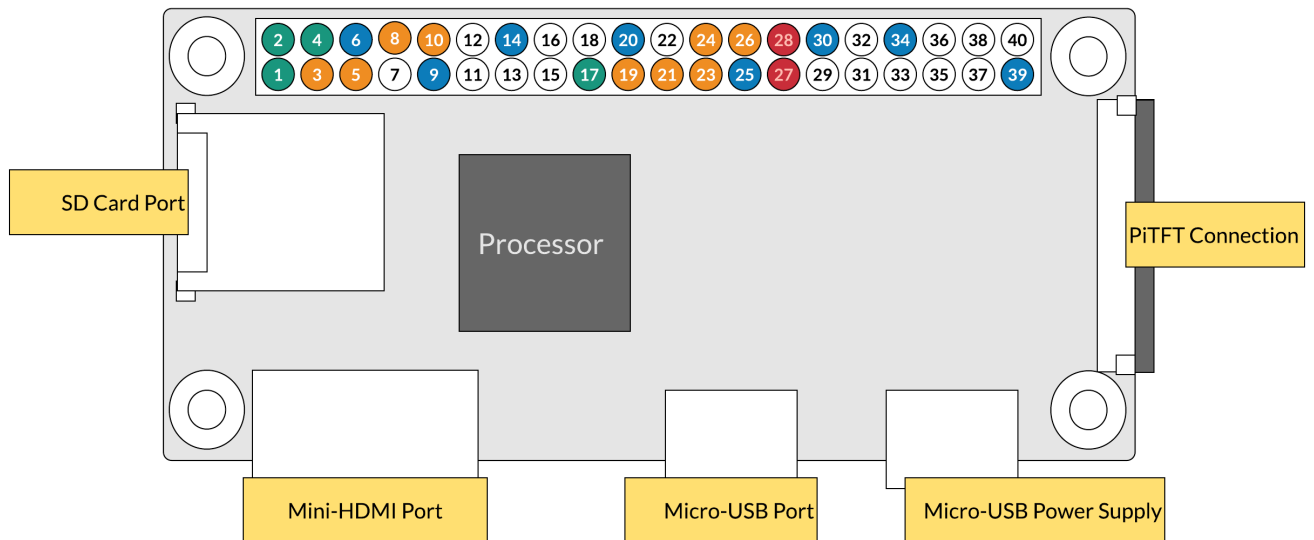 2 4 6 8 10 12 14 16 18 20 22 24 26 28 30 32 34 36 38 40
1 3 5 7 9 11 13 15 17 19 21 23 25 27 29 31 33 35 37 39
SD Card Port
Processor
PiTFT Connection
Mini-HDMI Port
Micro-USB Port
Micro-USB Power Supply